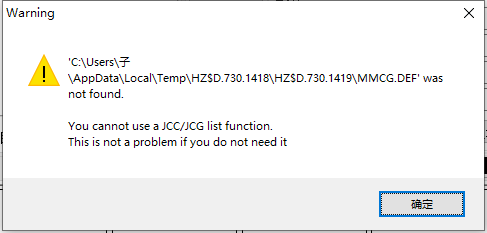 Warning
'C:\Users\子
\AppData\Local\Temp\HZ$D.730.1418\HZ$D.730.1419\MMCG.DEF' was
not found.
You cannot use a JCC/JCG list function.
This is not a problem if you do not need it
确定